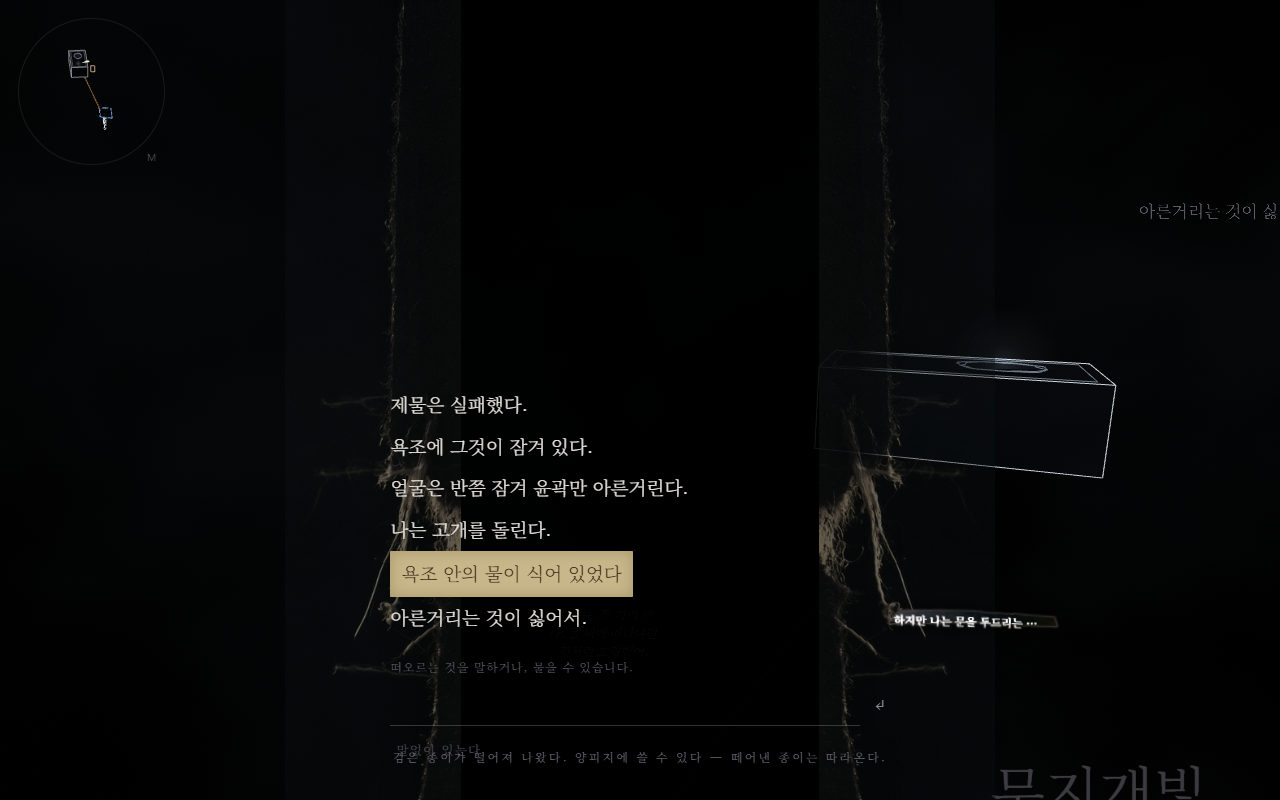 M
아른거리는 것이 싫
제물은 실패했다.
욕조에 그것이 잠겨 있다.
얼굴은 반쯤 잠겨 윤곽만 아른거린다.
나는 고개를 돌린다.
욕조 안의 물이 식어 있었다
아른거리는 것이 싫어서.
하지만 나는 문을 두드리는 ...
떠오르는 것을 말하거나, 붙을 수 있습니다.
검은 종이가 떨어져 나왔다. 양피지에 쓸 수 있다 — 떼어낸 종이는 따라온다.